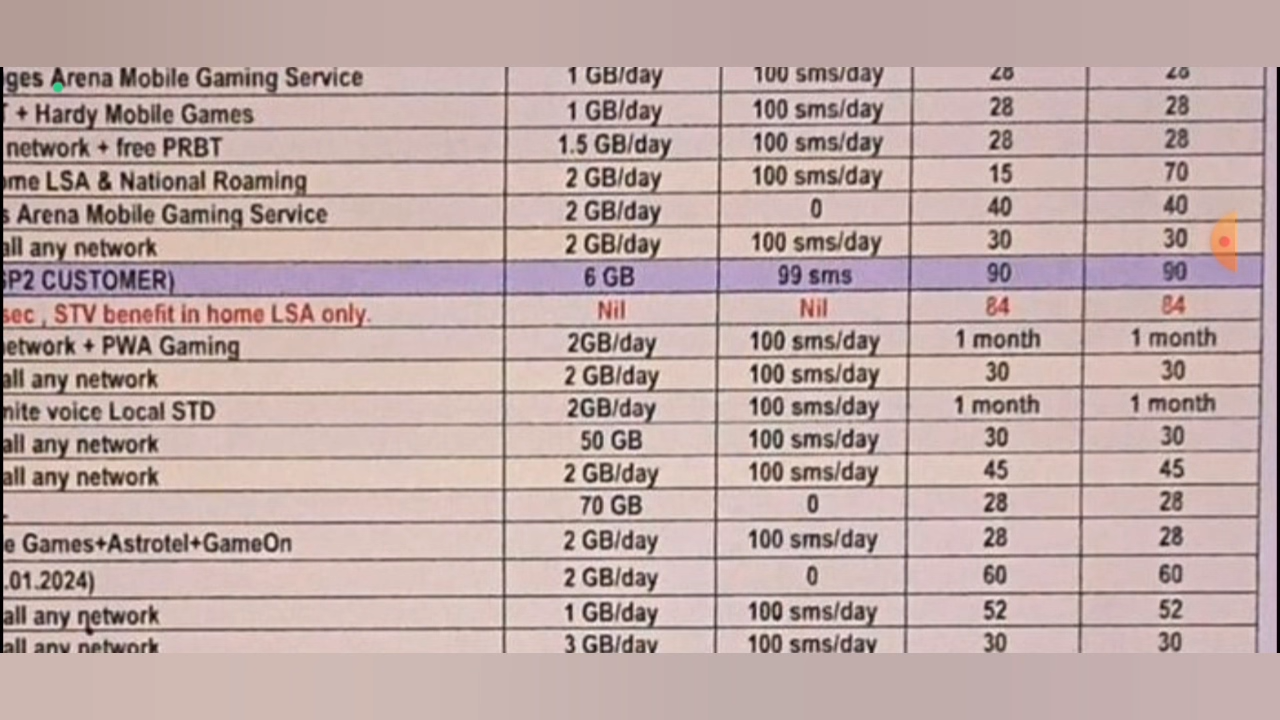 ges Arena Mobile Gaming Service 1 GB/day 100 sms/day 28 28
+ Hardy Mobile Games 1 GB/day 100 sms/day 28 28
network + free PRBT 1.5 GB/day 100 sms/day 28 28
ome LSA & National Roaming 2 GB/day 100 sms/day 15 70
s Arena Mobile Gaming Service 2 GB/day 0 40 40
all any network 2 GB/day 100 sms/day 30 30
GP2 CUSTOMER) 6 GB 99 sms 90 90
sec , STV benefit in home LSA only. Nil Nil 84 84
etwork + PWA Gaming 2GB/day 100 sms/day 1 month 1 month
all any network 2 GB/day 100 sms/day 30 30
nite voice Local STD 2GB/day 100 sms/day 1 month 1 month
all any network 50 GB 100 sms/day 30 30
all any network 2 GB/day 100 sms/day 45 45
70 GB 0 28 28
e Games+Astrotel+GameOn 2 GB/day 100 sms/day 28 28
.01.2024) 2 GB/day 0 60 60
all any network 1 GB/day 100 sms/day 52 52
all any network 3 GB/day 100 sms/day 30 30